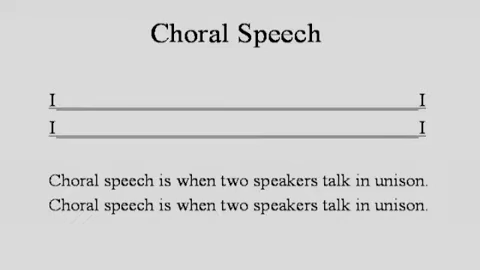 Choral Speech
I I
I I
Choral speech is when two speakers talk in unison.
Choral speech is when two speakers talk in unison.